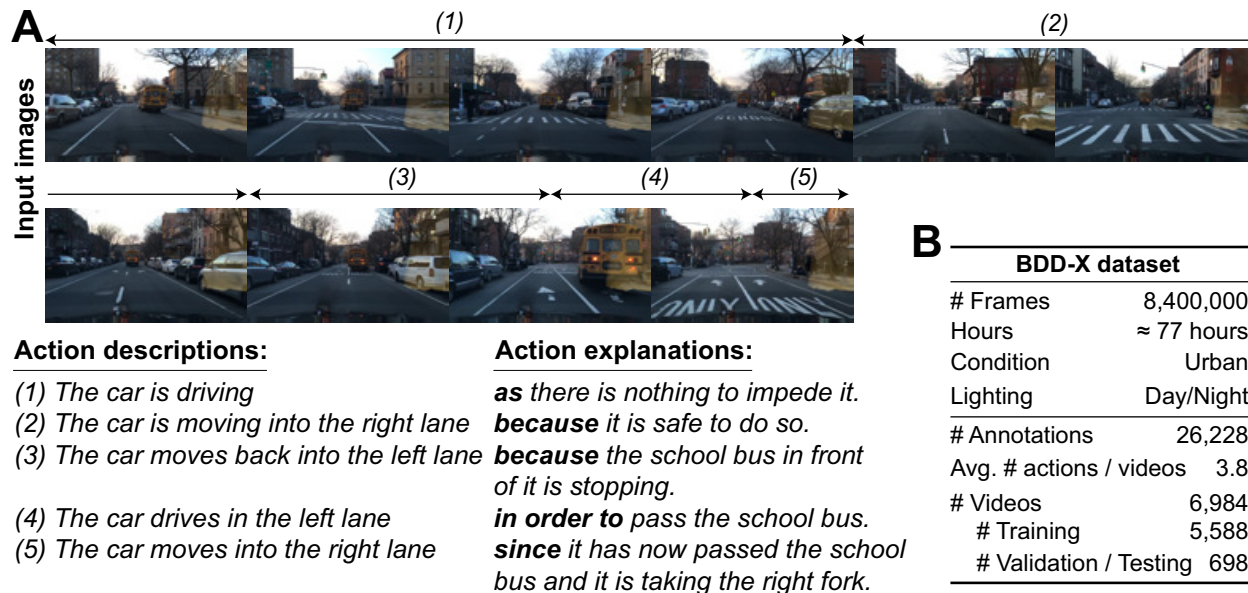 A
(1)
(2)
Input images
SCHOOL
(3)
(4)
(5)
ONLY ONLY
Action descriptions:
(1) The car is driving
(2) The car is moving into the right lane
(3) The car moves back into the left lane
(4) The car drives in the left lane
(5) The car moves into the right lane
Action explanations:
as there is nothing to impede it.
because it is safe to do so.
because the school bus in front
of it is stopping.
in order to pass the school bus.
since it has now passed the school
bus and it is taking the right fork.
B
BDD-X dataset
# Frames 8,400,000
Hours ≈ 77 hours
Condition Urban
Lighting Day/Night
# Annotations 26,228
Avg. # actions / videos 3.8
# Videos 6,984
# Training 5,588
# Validation / Testing 698